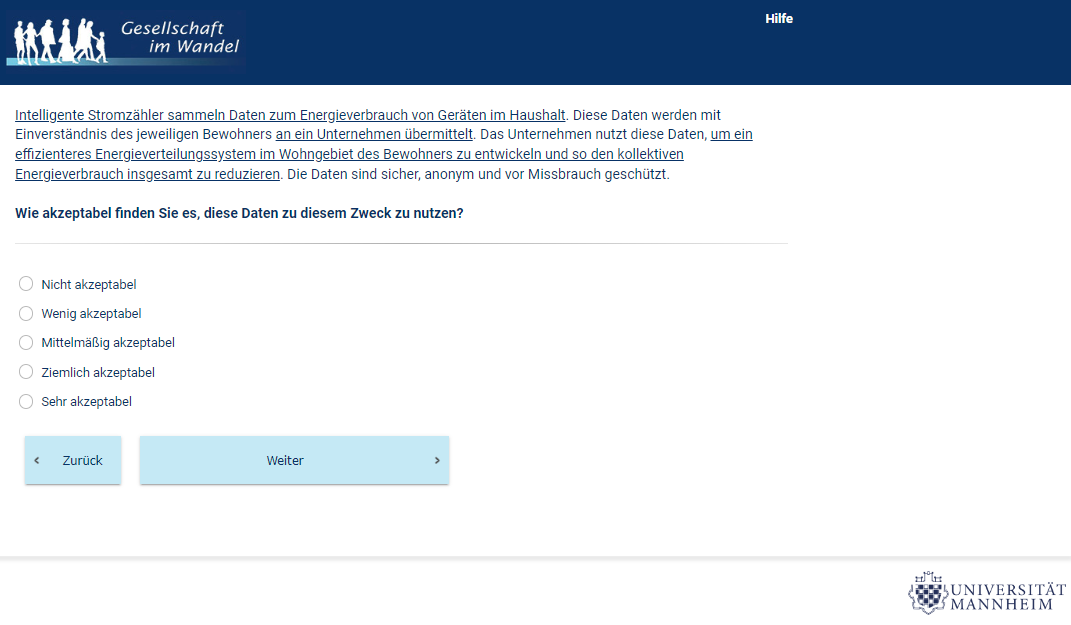 Gesellschaft
im Wandel
Hilfe
Intelligente Stromzähler sammeln Daten zum Energieverbrauch von Geräten im Haushalt. Diese Daten werden mit
Einverständnis des jeweiligen Bewohners an ein Unternehmen übermittelt. Das Unternehmen nutzt diese Daten, um ein
effizienteres Energieverteilungssystem im Wohngebiet des Bewohners zu entwickeln und so den kollektiven
Energieverbrauch insgesamt zu reduzieren. Die Daten sind sicher, anonym und vor Missbrauch geschützt.
Wie akzeptabel finden Sie es, diese Daten zu diesem Zweck zu nutzen?
Nicht akzeptabel
Wenig akzeptabel
Mittelmäßig akzeptabel
Ziemlich akzeptabel
Sehr akzeptabel
‹ Zurück
Weiter ›
UNIVERSITÄT
MANNHEIM